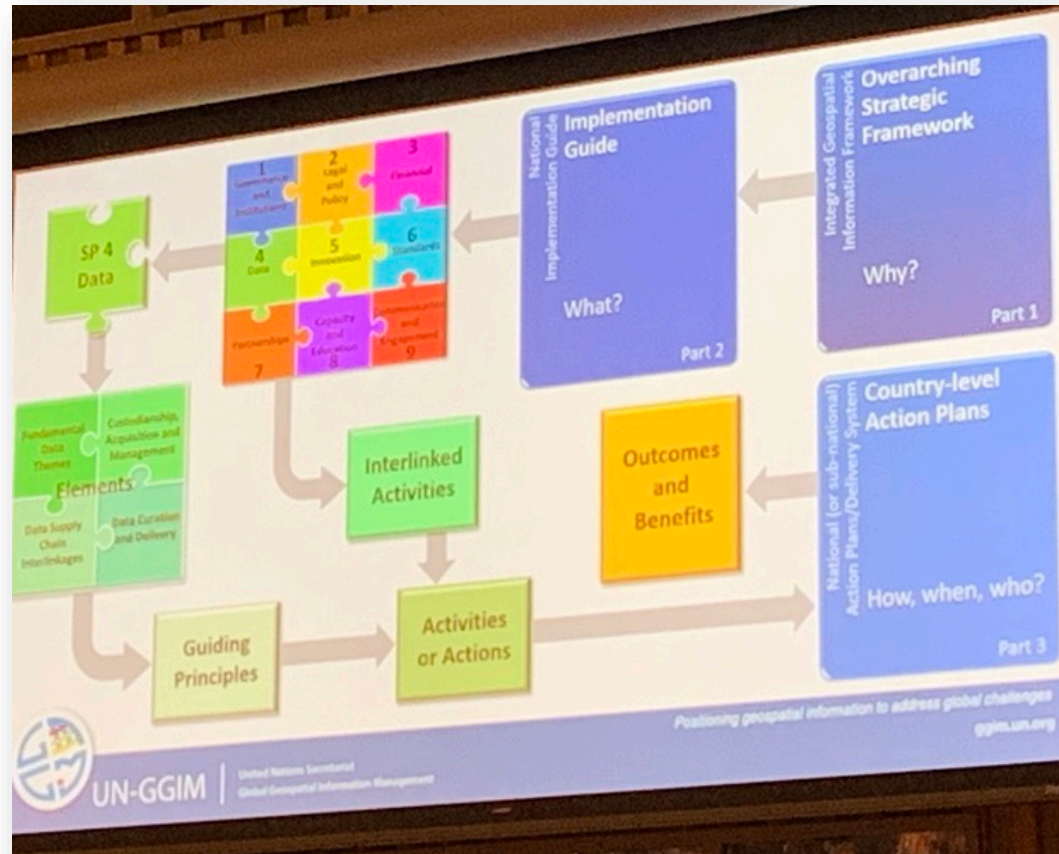 Integrated Geospatial
Information Framework
Overarching
Strategic
Framework
Why?
Part 1
National
Implementation Guide
Implementation
Guide
What?
Part 2
1
Governance
and
Institutions
2
Legal
and
Policy
3
Financial
4
Data
5
Innovation
6
Standards
Partnerships
7
Capacity
and
Education
8
Communication
and
Engagement
9
SP 4
Data
Fundamental
Data
Themes
Custodianship,
Acquisition and
Management
Elements
Data Supply
Chain
Interlinkages
Data Curation
and Delivery
Guiding
Principles
Interlinked
Activities
Activities
or Actions
National (or sub-national)
Action Plans/Delivery System
Country-level
Action Plans
How, when, who?
Part 3
Outcomes
and
Benefits
Positioning geospatial information to address global challenges
ggim.un.org
UN-GGIM
United Nations Secretariat
Global Geospatial Information Management